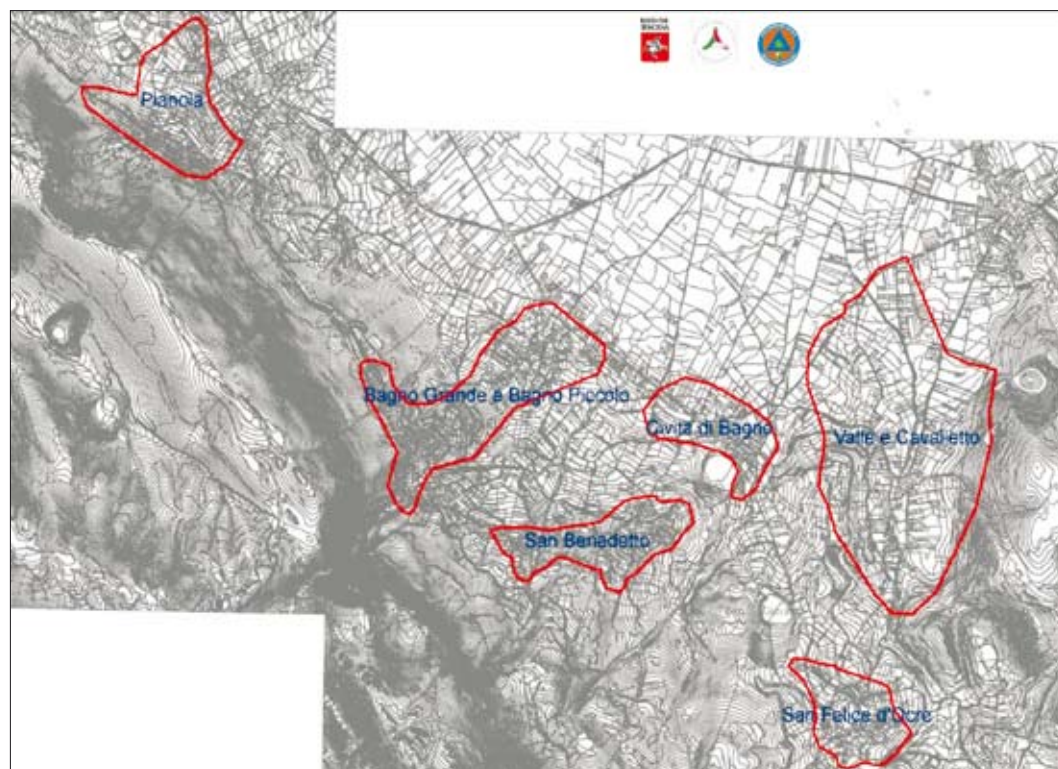 Pianola
Bagno Grande e Bagno Piccolo
Civita di Bagno
Valle e Cavalletto
San Benedetto
San Felice d'Ocre